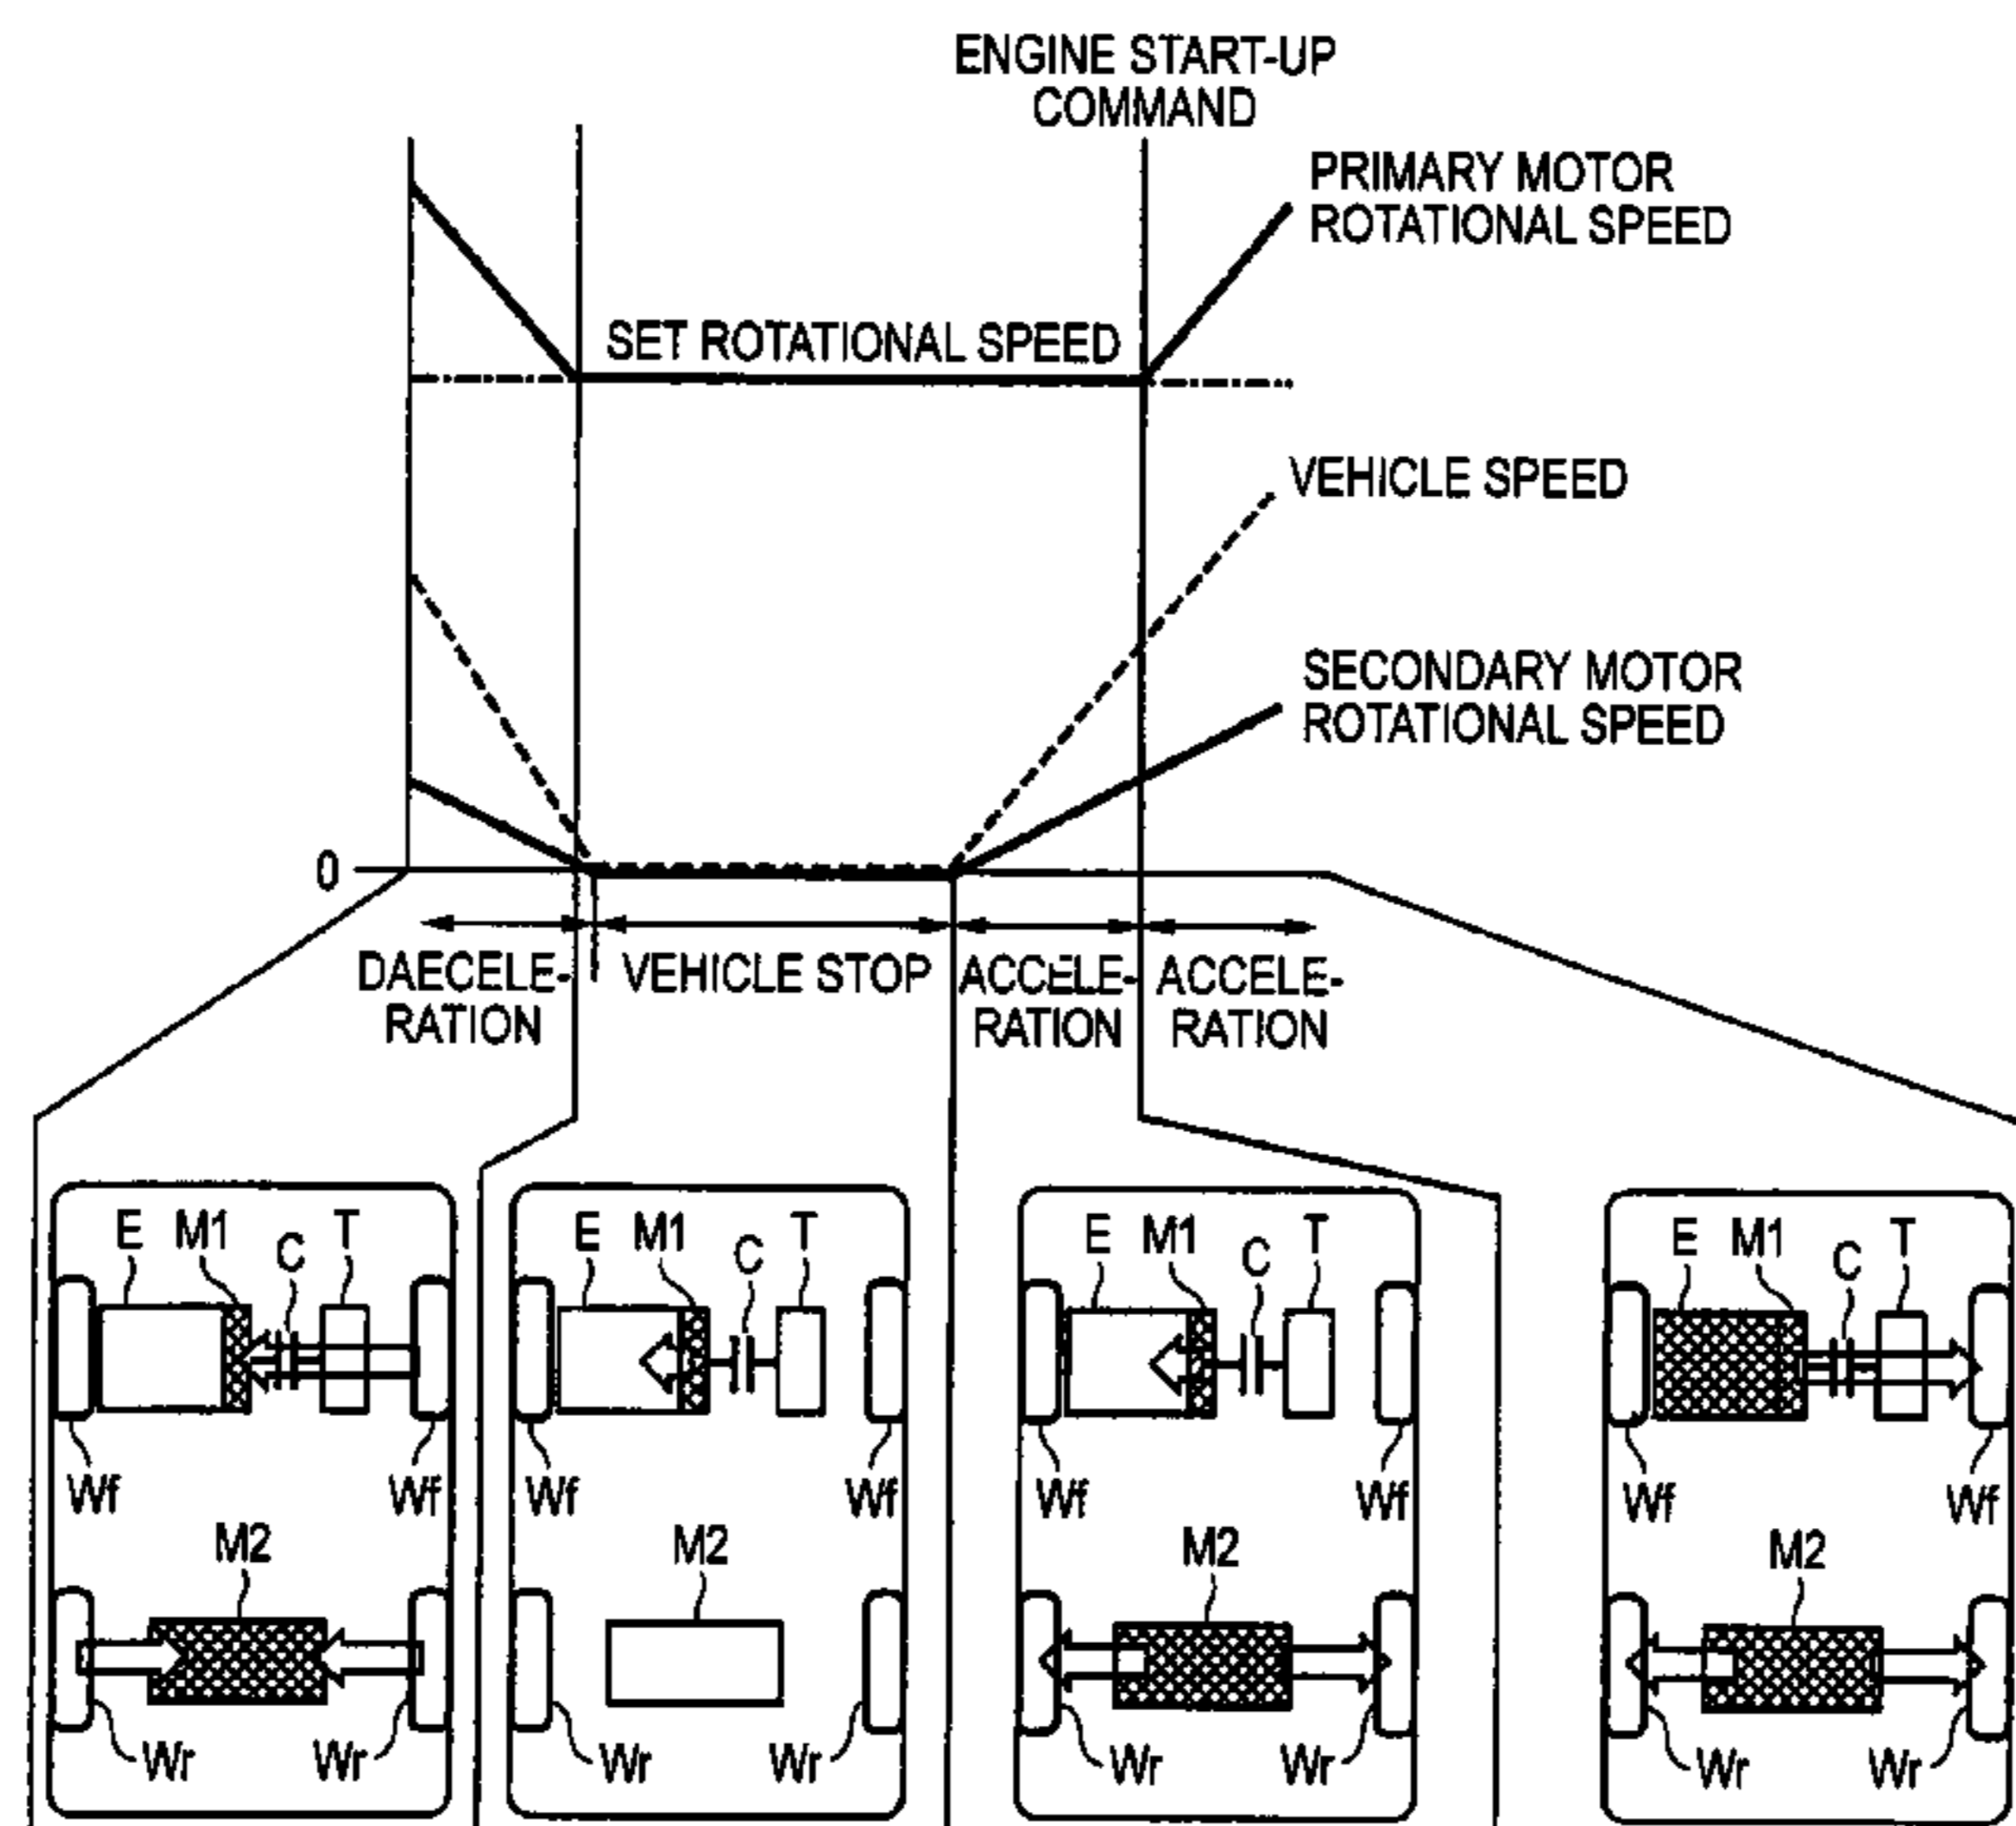 ENGINE START-UP
COMMAND
PRIMARY MOTOR
ROTATIONAL SPEED
SET ROTATIONAL SPEED
VEHICLE SPEED
SECONDARY MOTOR
ROTATIONAL SPEED
0
DAECELE-
RATION
VEHICLE STOP
ACCELE-
RATION
ACCELE-
RATION
E M1 C T
Wf Wf
M2
Wr Wr
E M1 C T
Wf Wf
M2
Wr Wr
E M1 C T
Wf Wf
M2
Wr Wr
E M1 C T
Wf Wf
M2
Wr Wr